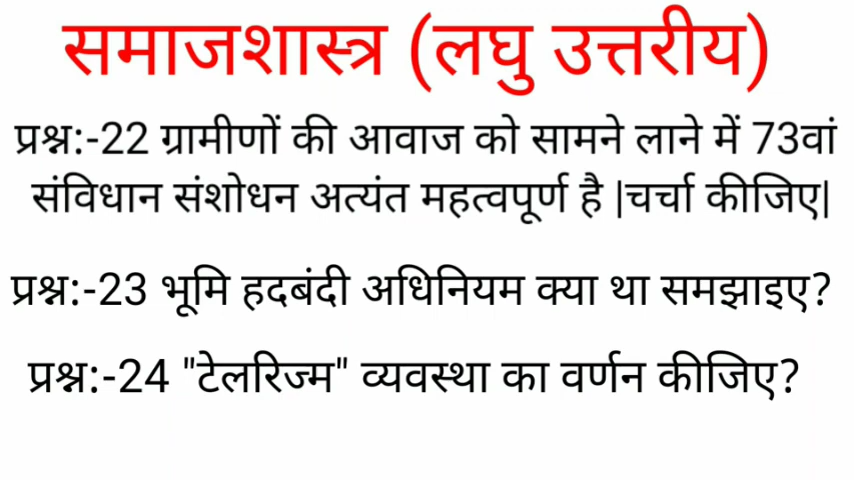 समाजशास्त्र (लघु उत्तरीय)
प्रश्न:-22 ग्रामीणों की आवाज को सामने लाने में 73वां
संविधान संशोधन अत्यंत महत्वपूर्ण है |चर्चा कीजिए|
प्रश्न:-23 भूमि हदबंदी अधिनियम क्या था समझाइए?
प्रश्न:-24 "टेलरिज्म" व्यवस्था का वर्णन कीजिए?